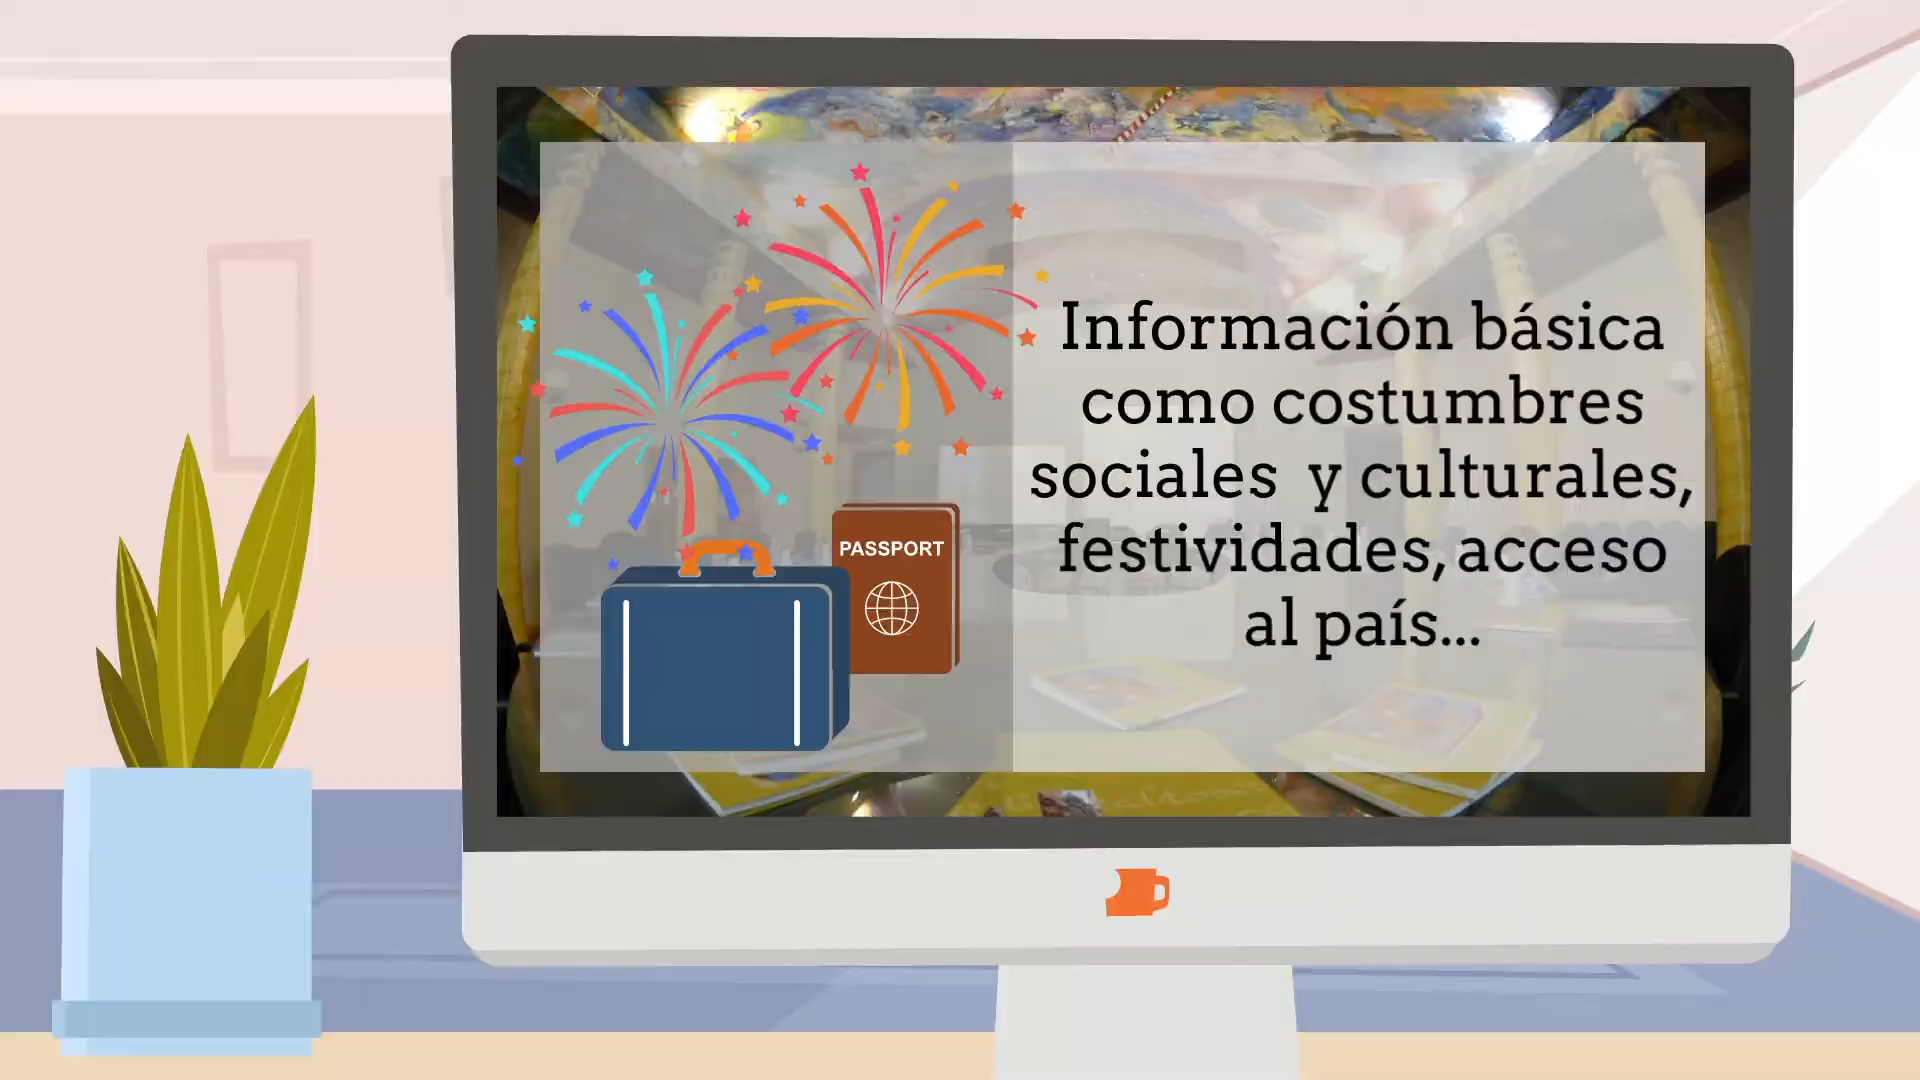 PASSPORT
Información básica
como costumbres
sociales y culturales,
festividades, acceso
al país...